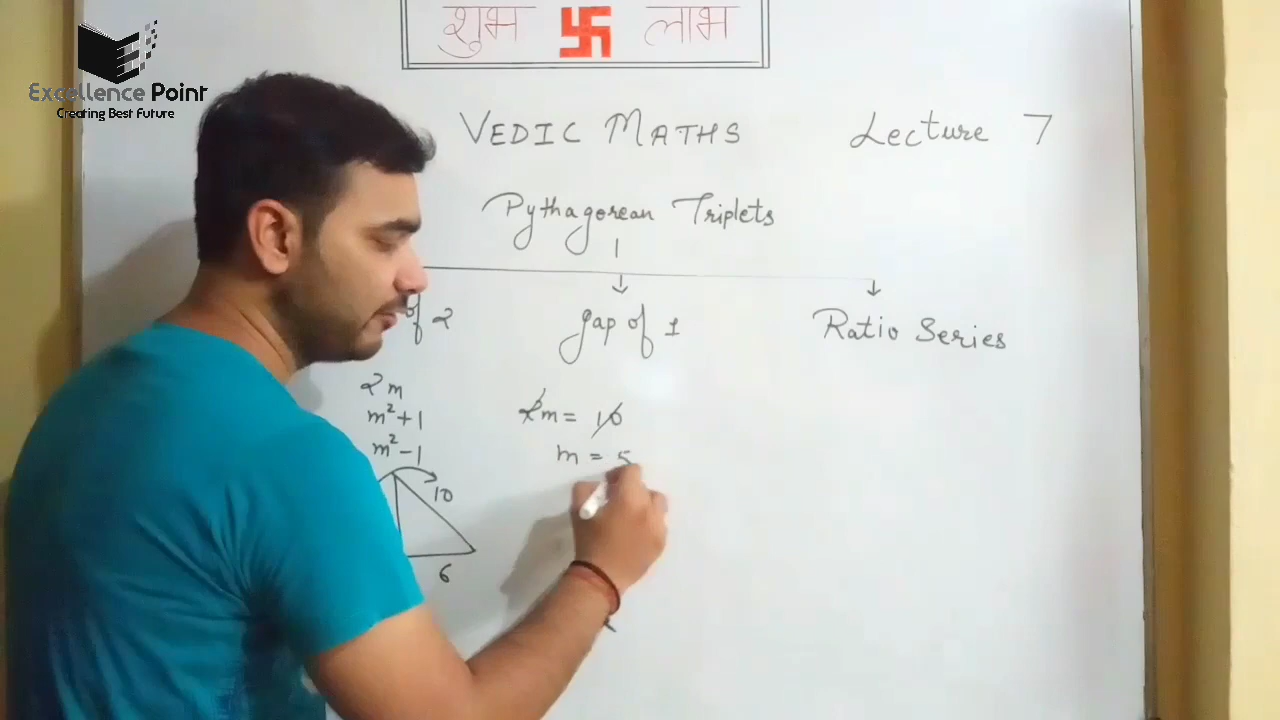 शुभ 卐 लाभ
Excellence Point
Creating Best Future
VEDIC MATHS Lecture 7
Pythagorean Triplets
of 2
gap of 1
Ratio Series
2m
m²+1
m²-1
10
6
2m = 10
m = 5